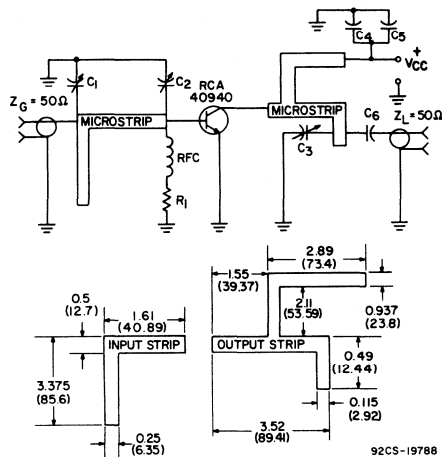 C4 C5
+
VCC
RCA
40940
C1
C2
ZG = 50Ω
MICROSTRIP
MICROSTRIP
C6
ZL = 50Ω
C3
RFC
R1
2.89
(73.4)
1.55
(39.37)
0.5
(12.7)
1.61
(40.89)
2.11
(53.59)
0.937
(23.8)
INPUT STRIP
OUTPUT STRIP
0.49
(12.44)
3.375
(85.6)
0.115
(2.92)
0.25
(6.35)
3.52
(89.41)
92CS-19788